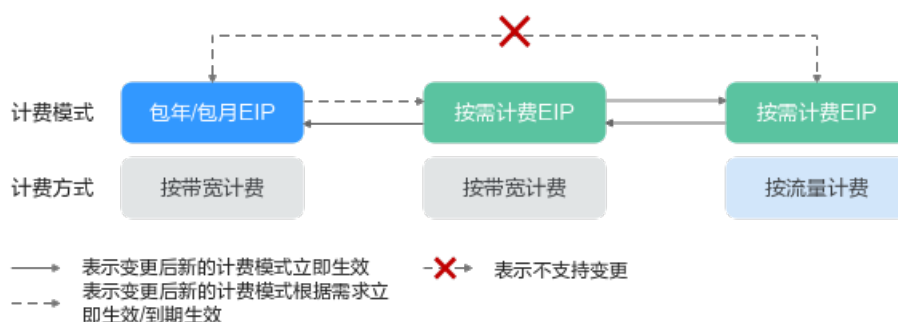 计费模式
包年/包月EIP
按需计费EIP
按需计费EIP
计费方式
按带宽计费
按带宽计费
按流量计费
表示变更后新的计费模式立即生效
表示不支持变更
表示变更后新的计费模式根据需求立
即生效/到期生效